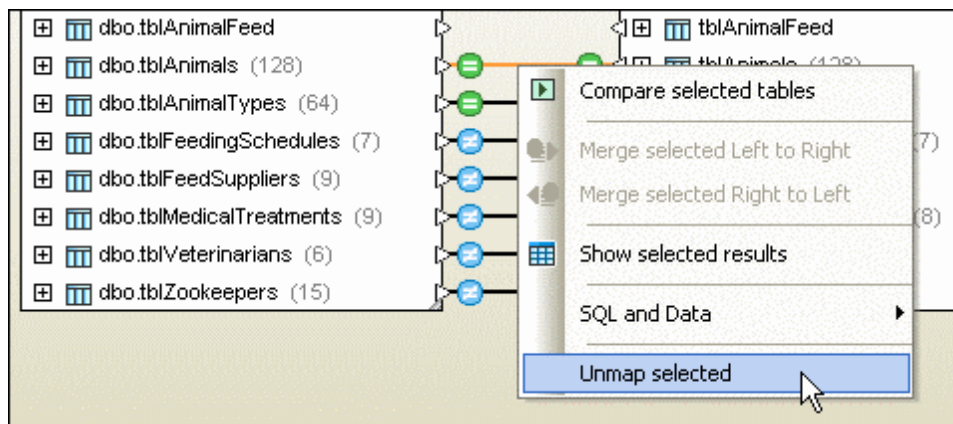 dbo.tblAnimalFeed
tblAnimalFeed
dbo.tblAnimals (128)
tblAnimals (128)
dbo.tblAnimalTypes (64)
dbo.tblFeedingSchedules (7)
7)
dbo.tblFeedSuppliers (9)
dbo.tblMedicalTreatments (9)
(8)
dbo.tblVeterinarians (6)
dbo.tblZookeepers (15)
Compare selected tables
Merge selected Left to Right
Merge selected Right to Left
Show selected results
SQL and Data
Unmap selected